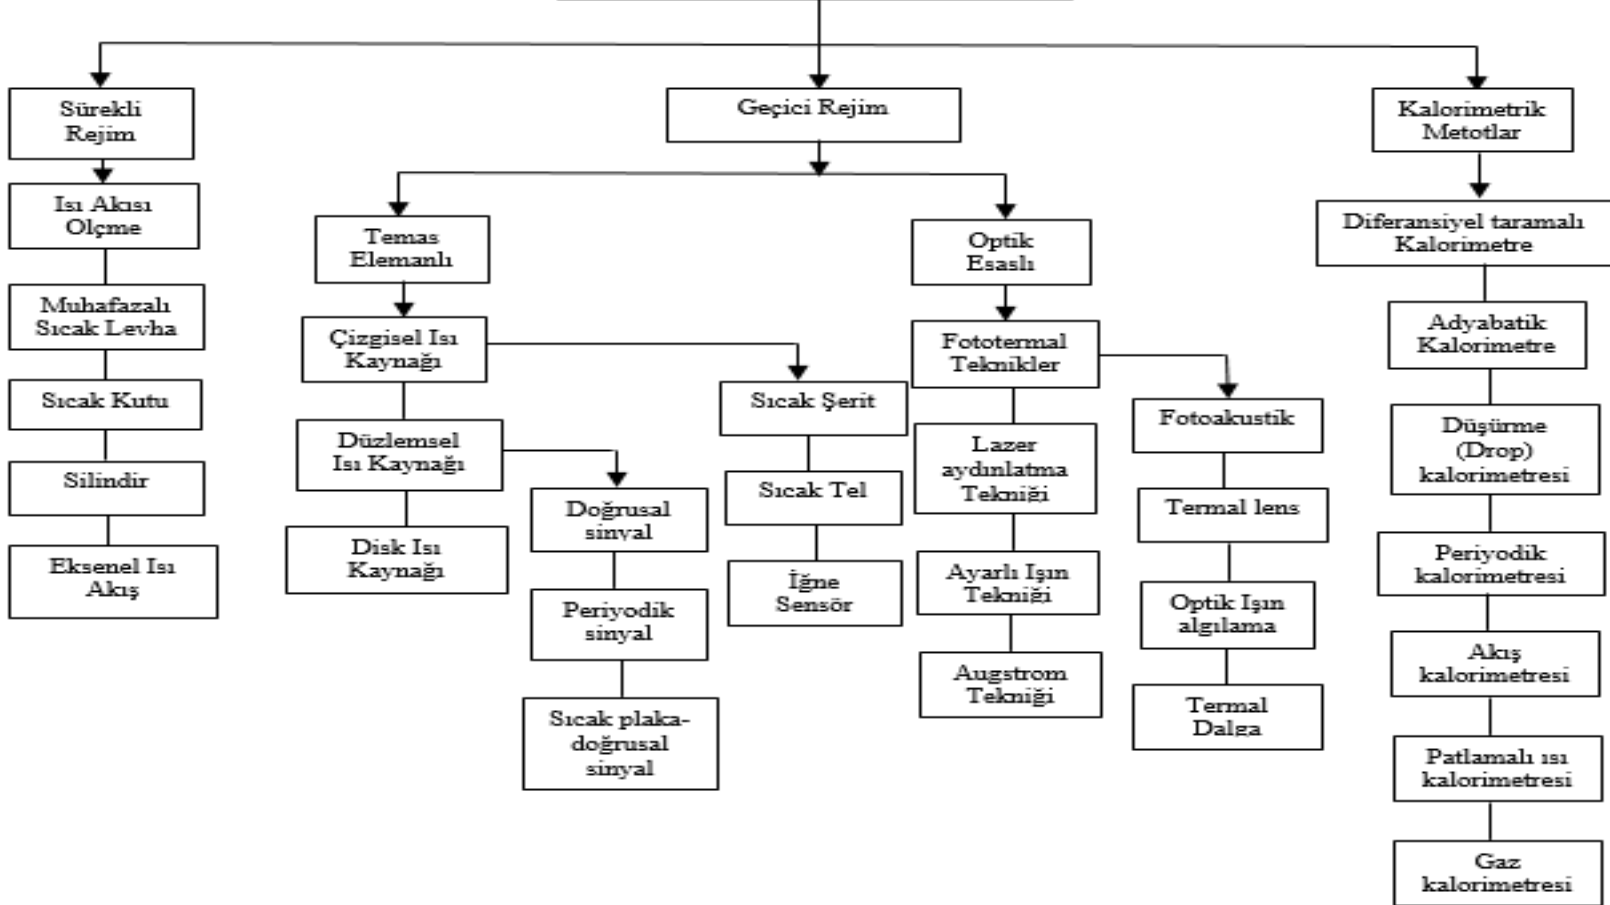 Sürekli
Rejim
Geçici Rejim
Kalorimetrik
Metotlar
Isı Akısı
Olçme
Muhafazalı
Sıcak Levha
Sıcak Kutu
Silindir
Eksenel Isı
Akış
Temas
Elemanlı
Çizgisel Isı
Kaynağı
Düzlemsel
Isı Kaynağı
Disk Isı
Kaynağı
Doğrusal
sinyal
Periyodik
sinyal
Sıcak plaka-
doğrusal
sinyal
Sıcak Şerit
Sıcak Tel
İğne
Sensör
Optik
Esaslı
Fototermal
Teknikler
Lazer
aydınlatma
Tekniği
Ayarlı Işın
Tekniği
Augstrom
Tekniği
Fotoakustik
Termal lens
Optik Işın
algılama
Termal
Dalga
Diferansiyel taramalı
Kalorimetre
Adyabatik
Kalorimetre
Düşürme
(Drop)
kalorimetresi
Periyodik
kalorimetresi
Akış
kalorimetresi
Patlamalı ısı
kalorimetresi
Gaz
kalorimetresi